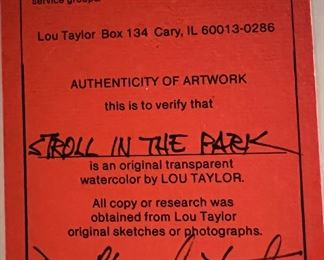 service groups.
Lou Taylor Box 134 Cary, IL 60013-0286
AUTHENTICITY OF ARTWORK
this is to verify that
STROLL IN THE PARK
is an original transparent
watercolor by LOU TAYLOR.
All copy or research was
obtained from Lou Taylor
original sketches or photographs.